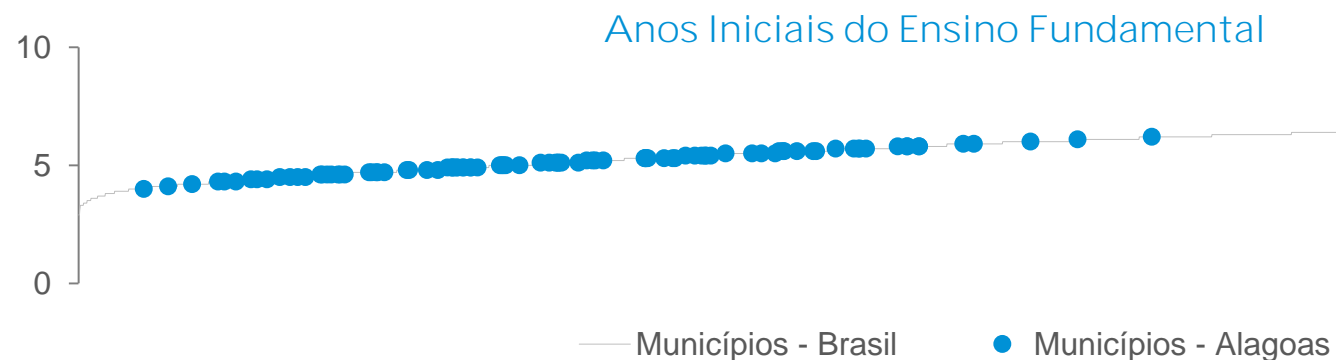 Anos Iniciais do Ensino Fundamental
10
5
0
Municípios - Brasil
Municípios - Alagoas